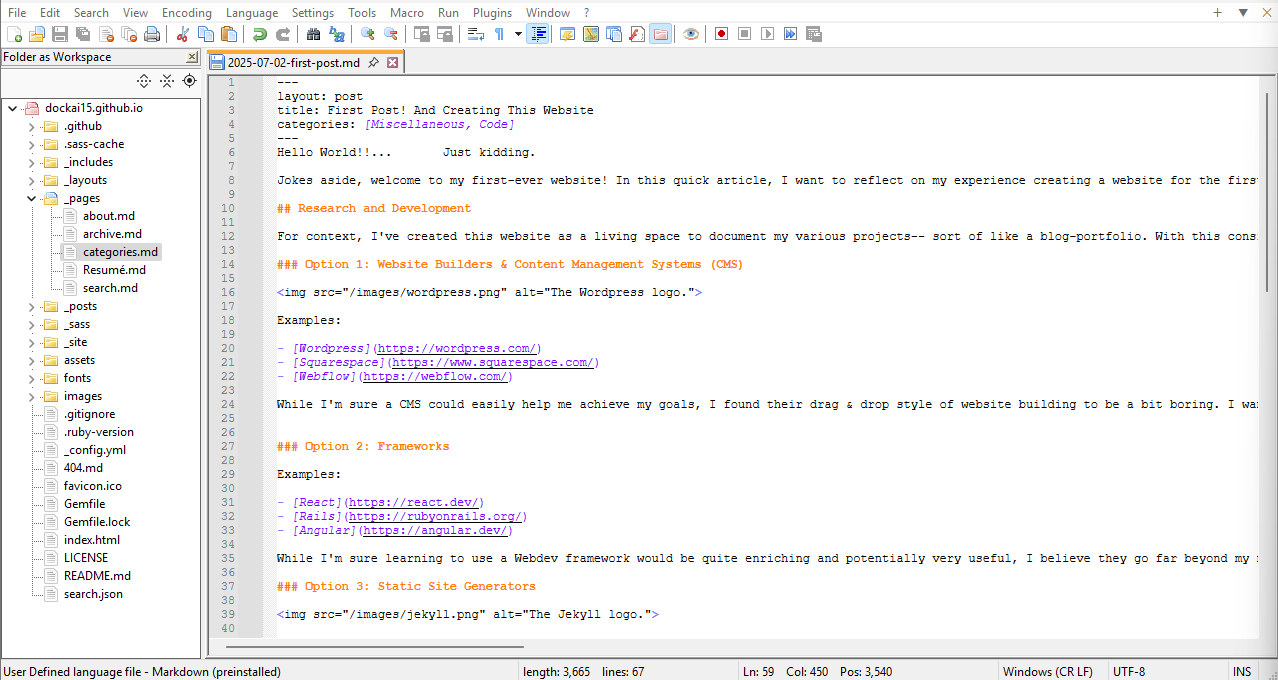 File Edit Search View Encoding Language Settings Tools Macro Run Plugins Window ?
Folder as Workspace
dockai15.github.io
.github
.sass-cache
_includes
_layouts
_pages
about.md
archive.md
categories.md
Resumé.md
search.md
_posts
_sass
_site
assets
fonts
images
.gitignore
.ruby-version
_config.yml
404.md
favicon.ico
Gemfile
Gemfile.lock
index.html
LICENSE
README.md
search.json
2025-07-02-first-post.md
1 ---
2 layout: post
3 title: First Post! And Creating This Website
4 categories: [Miscellaneous, Code]
5 ---
6 Hello World!!... Just kidding.
7
8 Jokes aside, welcome to my first-ever website! In this quick article, I want to reflect on my experience creating a website for the firs
9
10 ## Research and Development
11
12 For context, I've created this website as a living space to document my various projects-- sort of like a blog-portfolio. With this cons
13
14 ### Option 1: Website Builders & Content Management Systems (CMS)
15
16 <img src="/images/wordpress.png" alt="The Wordpress logo.">
17
18 Examples:
19
20 - [Wordpress](https://wordpress.com/)
21 - [Squarespace](https://www.squarespace.com/)
22 - [Webflow](https://webflow.com/)
23
24 While I'm sure a CMS could easily help me achieve my goals, I found their drag & drop style of website building to be a bit boring. I wa
25
26
27 ### Option 2: Frameworks
28
29 Examples:
30
31 - [React](https://react.dev/)
32 - [Rails](https://rubyonrails.org/)
33 - [Angular](https://angular.dev/)
34
35 While I'm sure learning to use a Webdev framework would be quite enriching and potentially very useful, I believe they go far beyond my
36
37 ### Option 3: Static Site Generators
38
39 <img src="/images/jekyll.png" alt="The Jekyll logo.">
40
User Defined language file - Markdown (preinstalled) length: 3,665 lines: 67 Ln: 59 Col: 450 Pos: 3,540 Windows (CR LF) UTF-8 INS